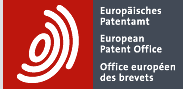 Europäisches
Patentamt
European
Patent Office
Office européen
des brevets